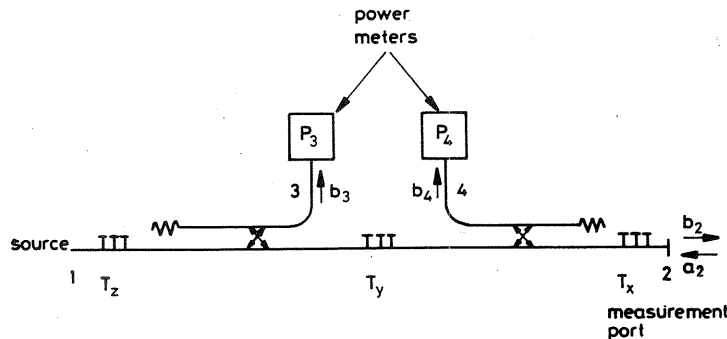 power
meters
P3
P4
3
b3
b4
4
source
b2
a2
1
Tz
Ty
Tx
2
measurement
port